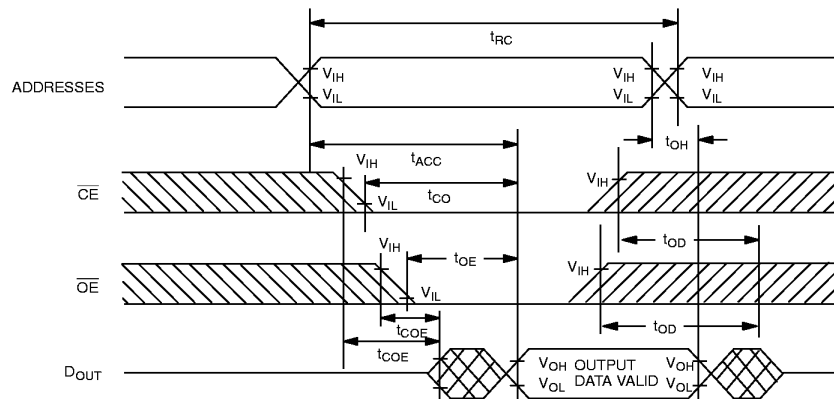 tRC
ADDRESSES
VIH VIH VIH
VIL VIL VIL
tOH
tACC
VIH
CE
tCO
VIH
VIL
tOD
VIH
tOE
VIH
OE
VIL
tCOE
tOD
tCOE
DOUT
VOH OUTPUT VOH
VOL DATA VALID VOL